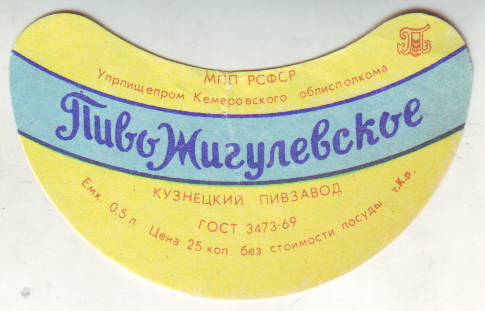 МПП РСФСР
Упрпищепром Кемеровского облисполкома
Пиво Жигулевское
КУЗНЕЦКИЙ ПИВЗАВОД
ГОСТ 3473-69
Емк. 0,5 л Цена 25 коп. без стоимости посуды т.К.р.